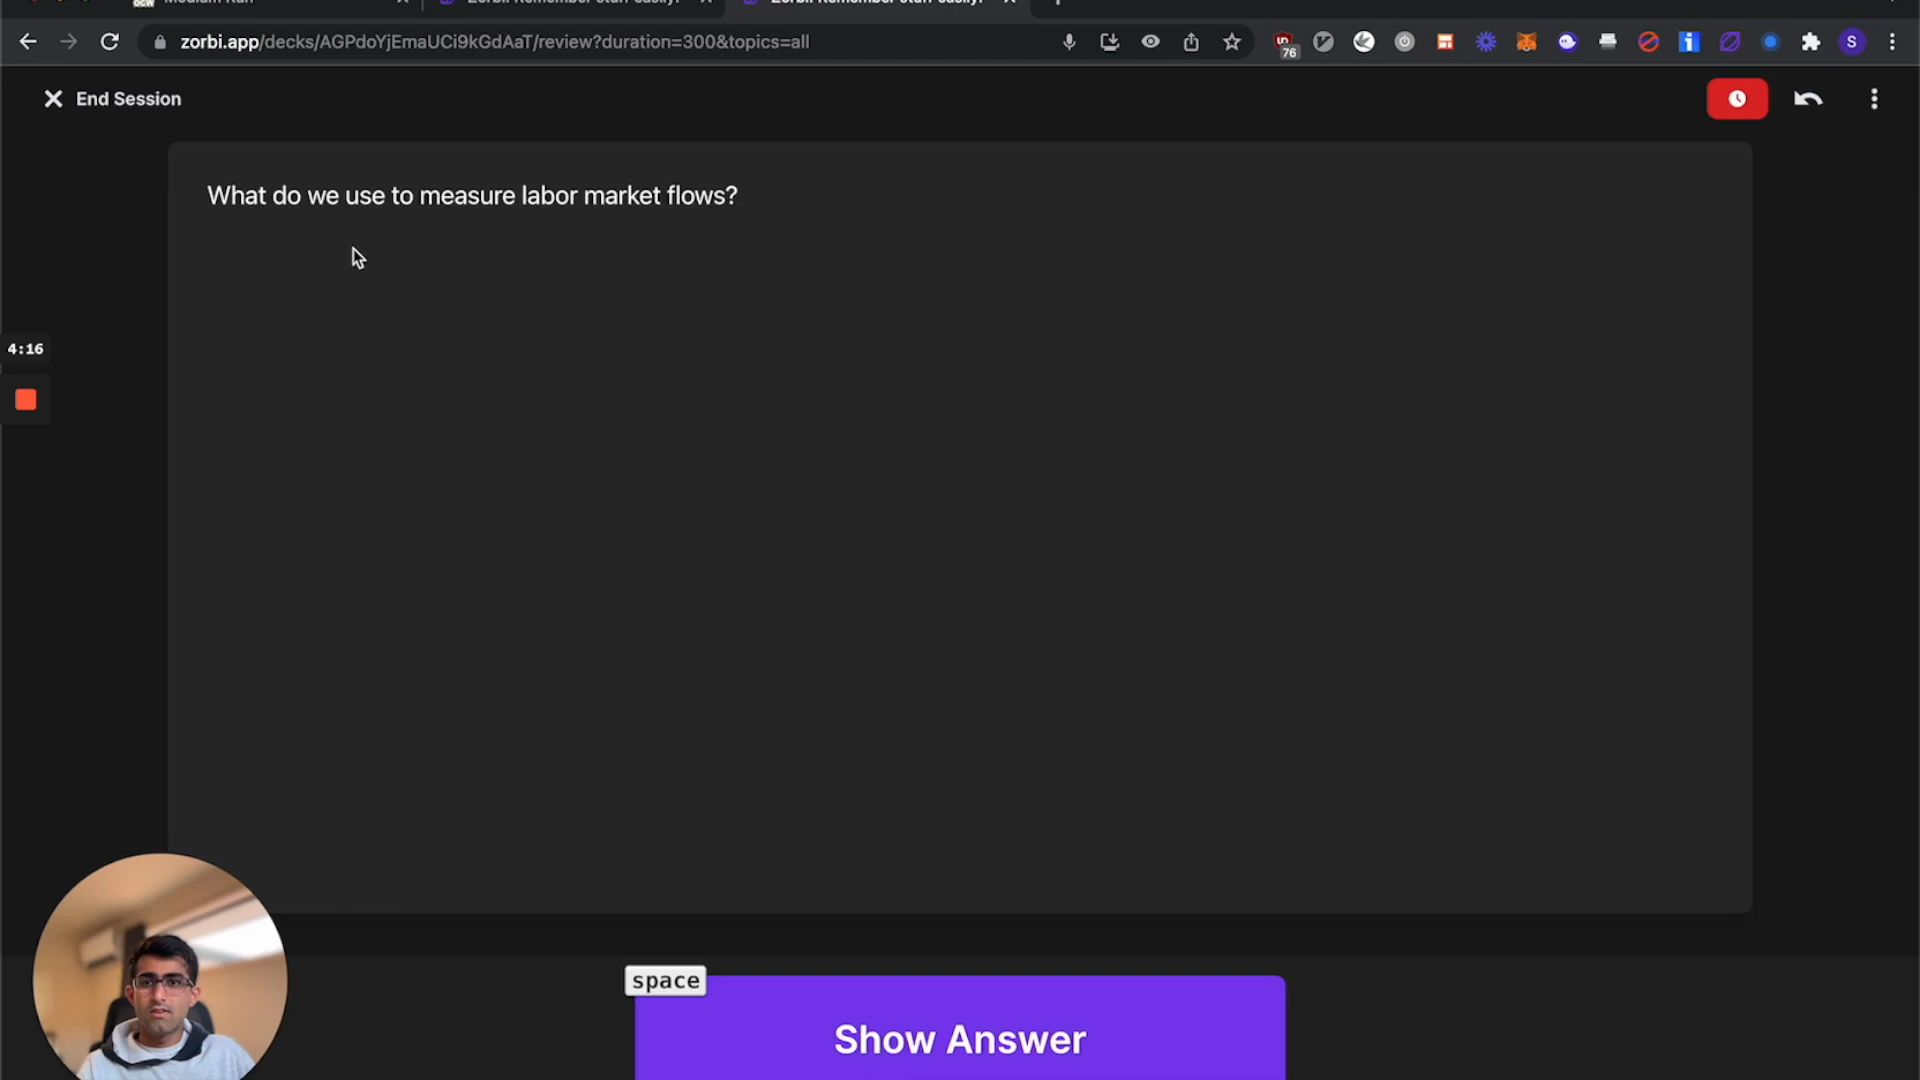 zorbi.app/decks/AGPdoYjEmaUCi9kGdAaT/review?duration=300&topics=all
76
S
End Session
What do we use to measure labor market flows?
4:16
space
Show Answer